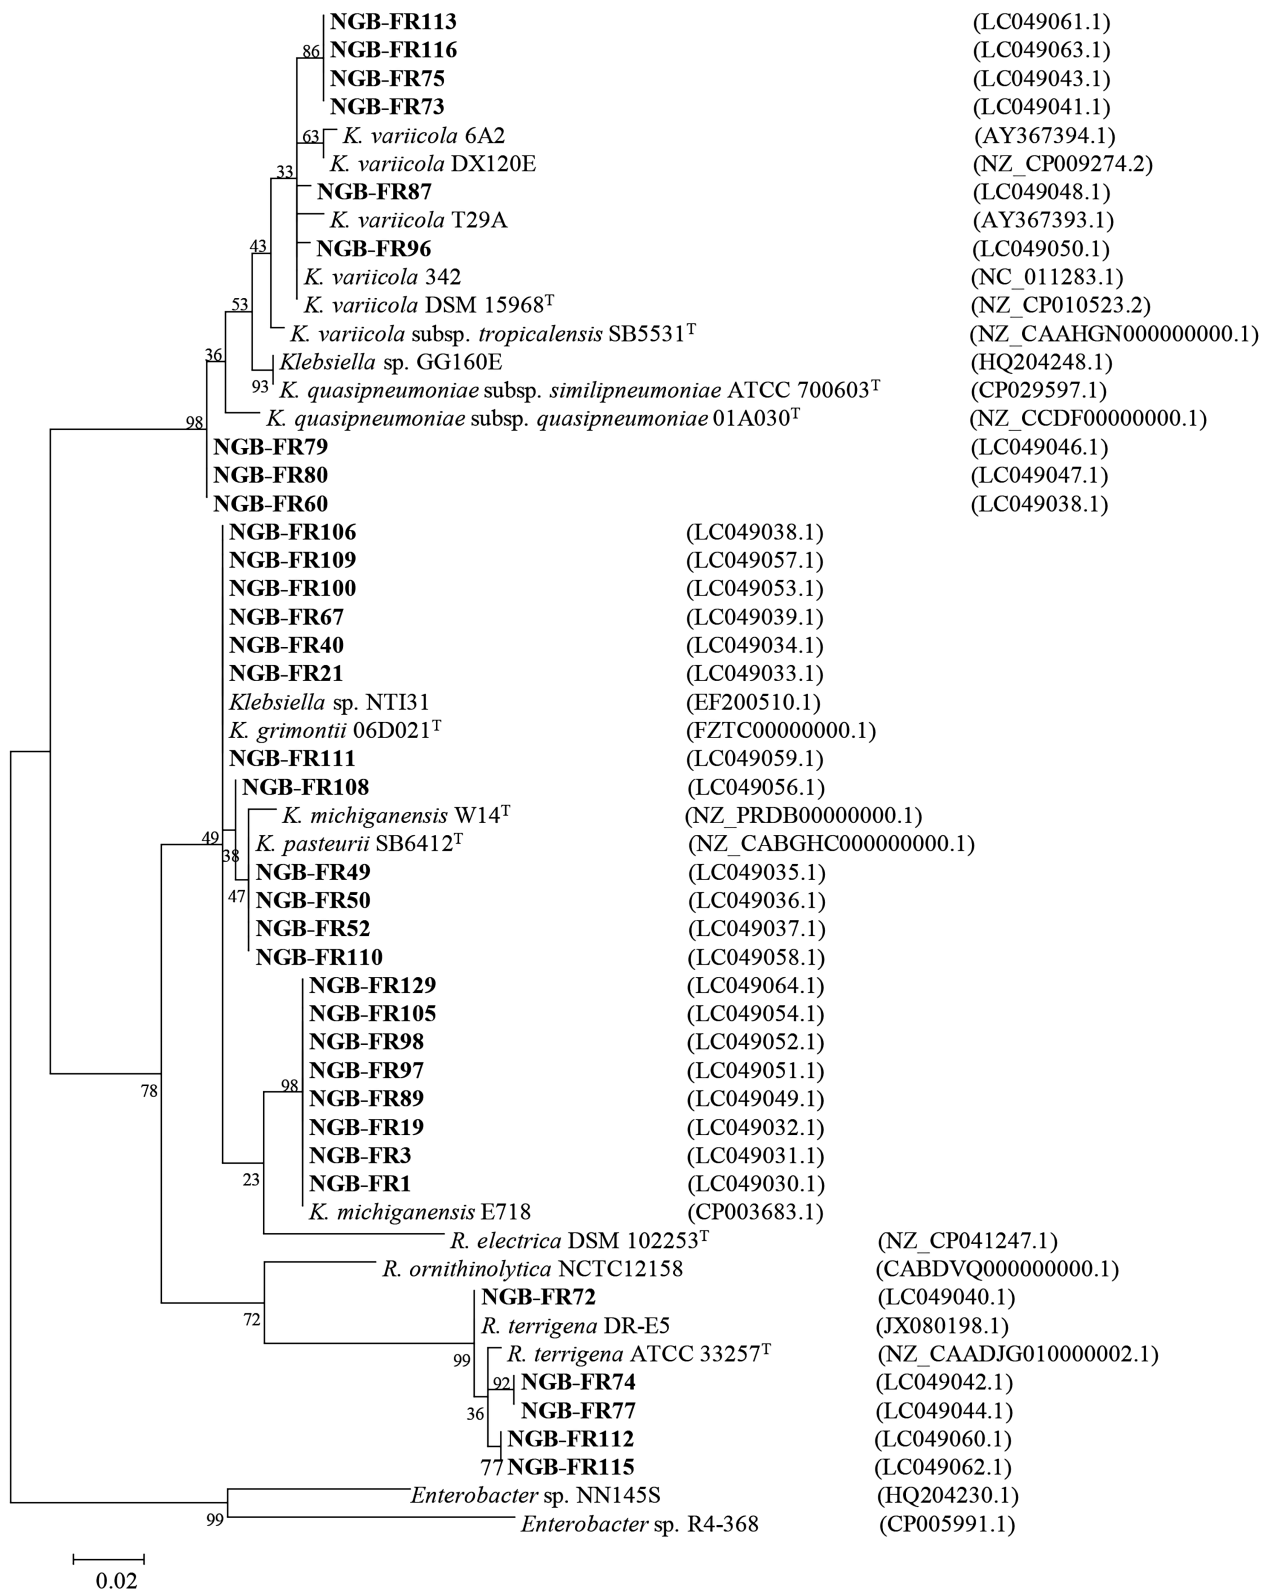 NGB-FR113 (LC049061.1)
86
NGB-FR116 (LC049063.1)
NGB-FR75 (LC049043.1)
NGB-FR73 (LC049041.1)
63 K. variicola 6A2 (AY367394.1)
K. variicola DX120E (NZ_CP009274.2)
33
NGB-FR87 (LC049048.1)
K. variicola T29A (AY367393.1)
43 NGB-FR96 (LC049050.1)
K. variicola 342 (NC_011283.1)
53 K. variicola DSM 15968T (NZ_CP010523.2)
K. variicola subsp. tropicalensis SB5531T (NZ_CAAHGN000000000.1)
36 Klebsiella sp. GG160E (HQ204248.1)
93 K. quasipneumoniae subsp. similipneumoniae ATCC 700603T (CP029597.1)
K. quasipneumoniae subsp. quasipneumoniae 01A030T (NZ_CCDF00000000.1)
98
NGB-FR79 (LC049046.1)
NGB-FR80 (LC049047.1)
NGB-FR60 (LC049038.1)
NGB-FR106 (LC049038.1)
NGB-FR109 (LC049057.1)
NGB-FR100 (LC049053.1)
NGB-FR67 (LC049039.1)
NGB-FR40 (LC049034.1)
NGB-FR21 (LC049033.1)
Klebsiella sp. NTI31 (EF200510.1)
K. grimontii 06D021T (FZTC00000000.1)
NGB-FR111 (LC049059.1)
NGB-FR108 (LC049056.1)
K. michiganensis W14T (NZ_PRDB00000000.1)
49 K. pasteurii SB6412T (NZ_CABGHC000000000.1)
38
NGB-FR49 (LC049035.1)
47 NGB-FR50 (LC049036.1)
NGB-FR52 (LC049037.1)
NGB-FR110 (LC049058.1)
NGB-FR129 (LC049064.1)
NGB-FR105 (LC049054.1)
NGB-FR98 (LC049052.1)
NGB-FR97 (LC049051.1)
78 98
NGB-FR89 (LC049049.1)
NGB-FR19 (LC049032.1)
NGB-FR3 (LC049031.1)
23 NGB-FR1 (LC049030.1)
K. michiganensis E718 (CP003683.1)
R. electrica DSM 102253T (NZ_CP041247.1)
R. ornithinolytica NCTC12158 (CABDVQ000000000.1)
NGB-FR72 (LC049040.1)
72 R. terrigena DR-E5 (JX080198.1)
99 R. terrigena ATCC 33257T (NZ_CAADJG010000002.1)
92 NGB-FR74 (LC049042.1)
36 NGB-FR77 (LC049044.1)
NGB-FR112 (LC049060.1)
77 NGB-FR115 (LC049062.1)
Enterobacter sp. NN145S (HQ204230.1)
99 Enterobacter sp. R4-368 (CP005991.1)
0.02